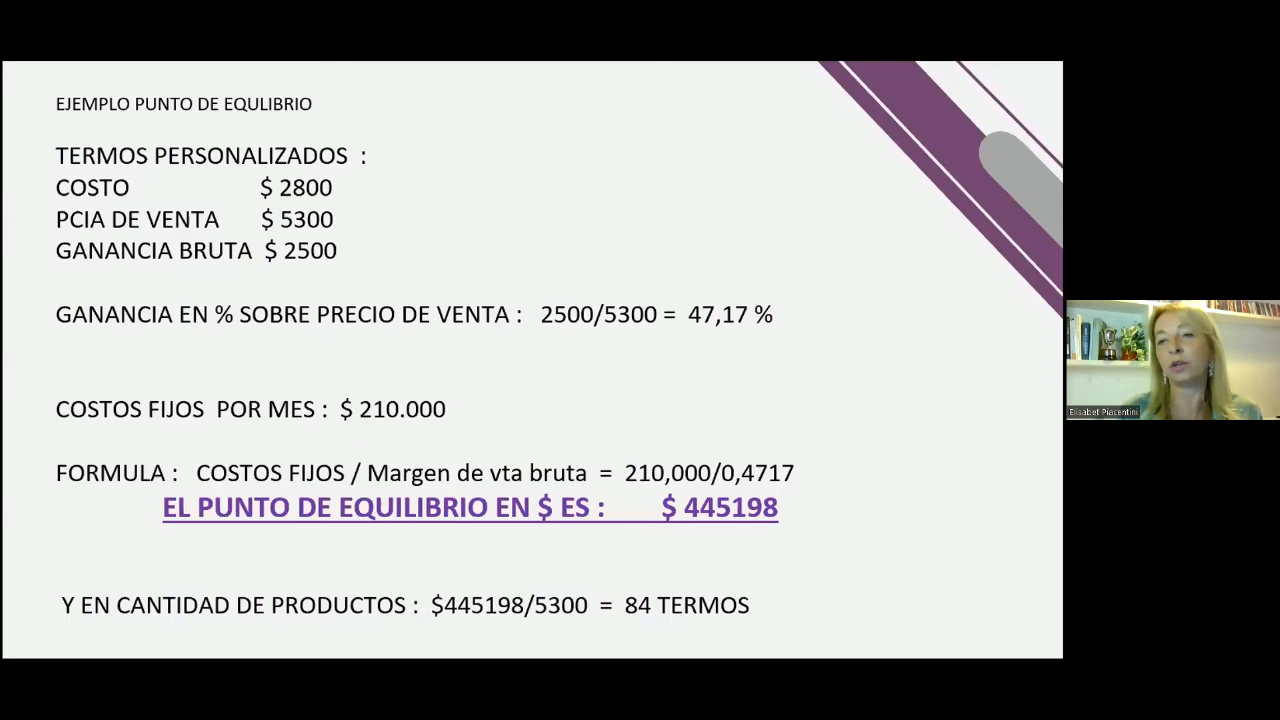 EJEMPLO PUNTO DE EQULIBRIO
TERMOS PERSONALIZADOS :
COSTO $ 2800
PCIA DE VENTA $ 5300
GANANCIA BRUTA $ 2500
GANANCIA EN % SOBRE PRECIO DE VENTA : 2500/5300 = 47,17 %
COSTOS FIJOS POR MES : $ 210.000
FORMULA : COSTOS FIJOS / Margen de vta bruta = 210,000/0,4717
EL PUNTO DE EQUILIBRIO EN $ ES : $ 445198
Y EN CANTIDAD DE PRODUCTOS : $445198/5300 = 84 TERMOS
Elisabet Piacentini